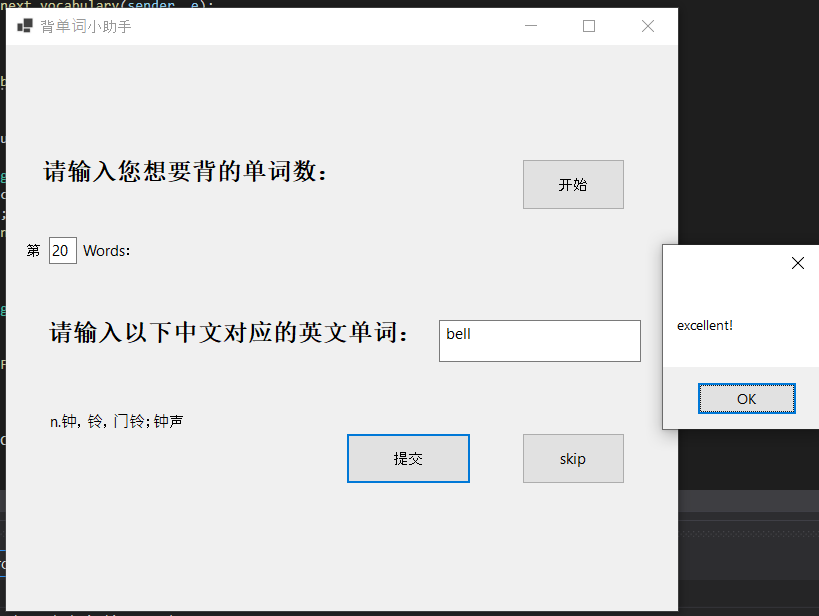 next_vocabulary(sender, e);
背单词小助手
请输入您想要背的单词数：
开始
第 20 Words:
excellent!
请输入以下中文对应的英文单词：
bell
OK
n.钟，铃，门铃；钟声
提交
skip